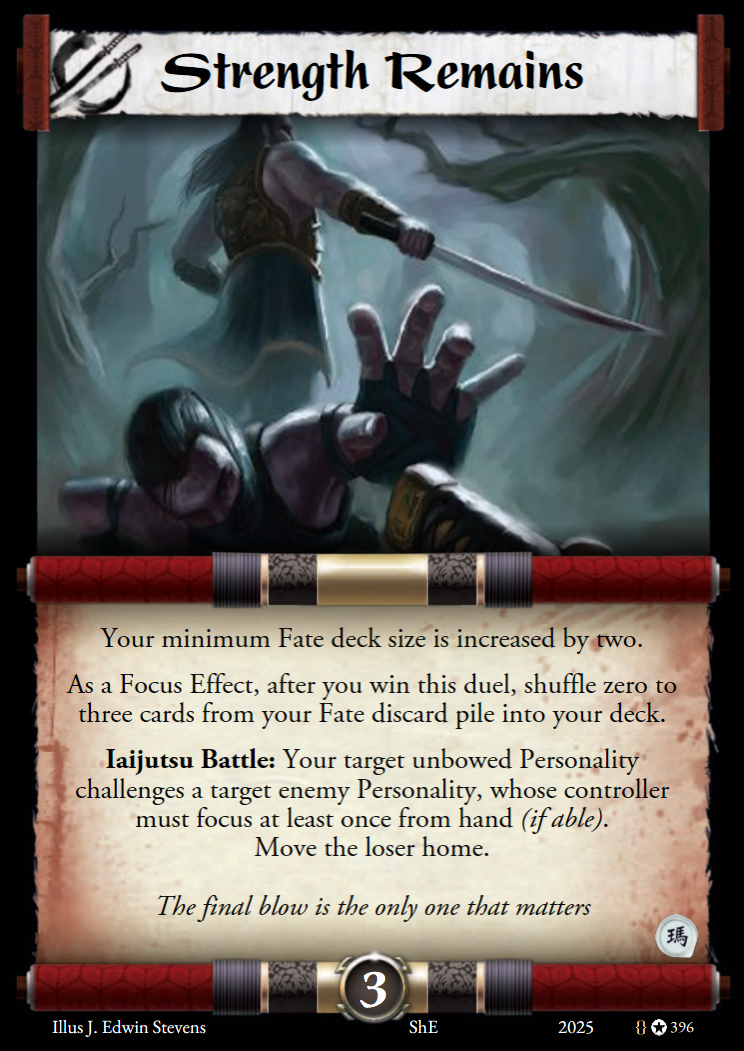 Strength Remains
Your minimum Fate deck size is increased by two.
As a Focus Effect, after you win this duel, shuffle zero to
three cards from your Fate discard pile into your deck.
Iaijutsu Battle: Your target unbowed Personality
challenges a target enemy Personality, whose controller
must focus at least once from hand (if able).
Move the loser home.
The final blow is the only one that matters
瑪
3
Illus J. Edwin Stevens ShE 2025 {} ✪ 396